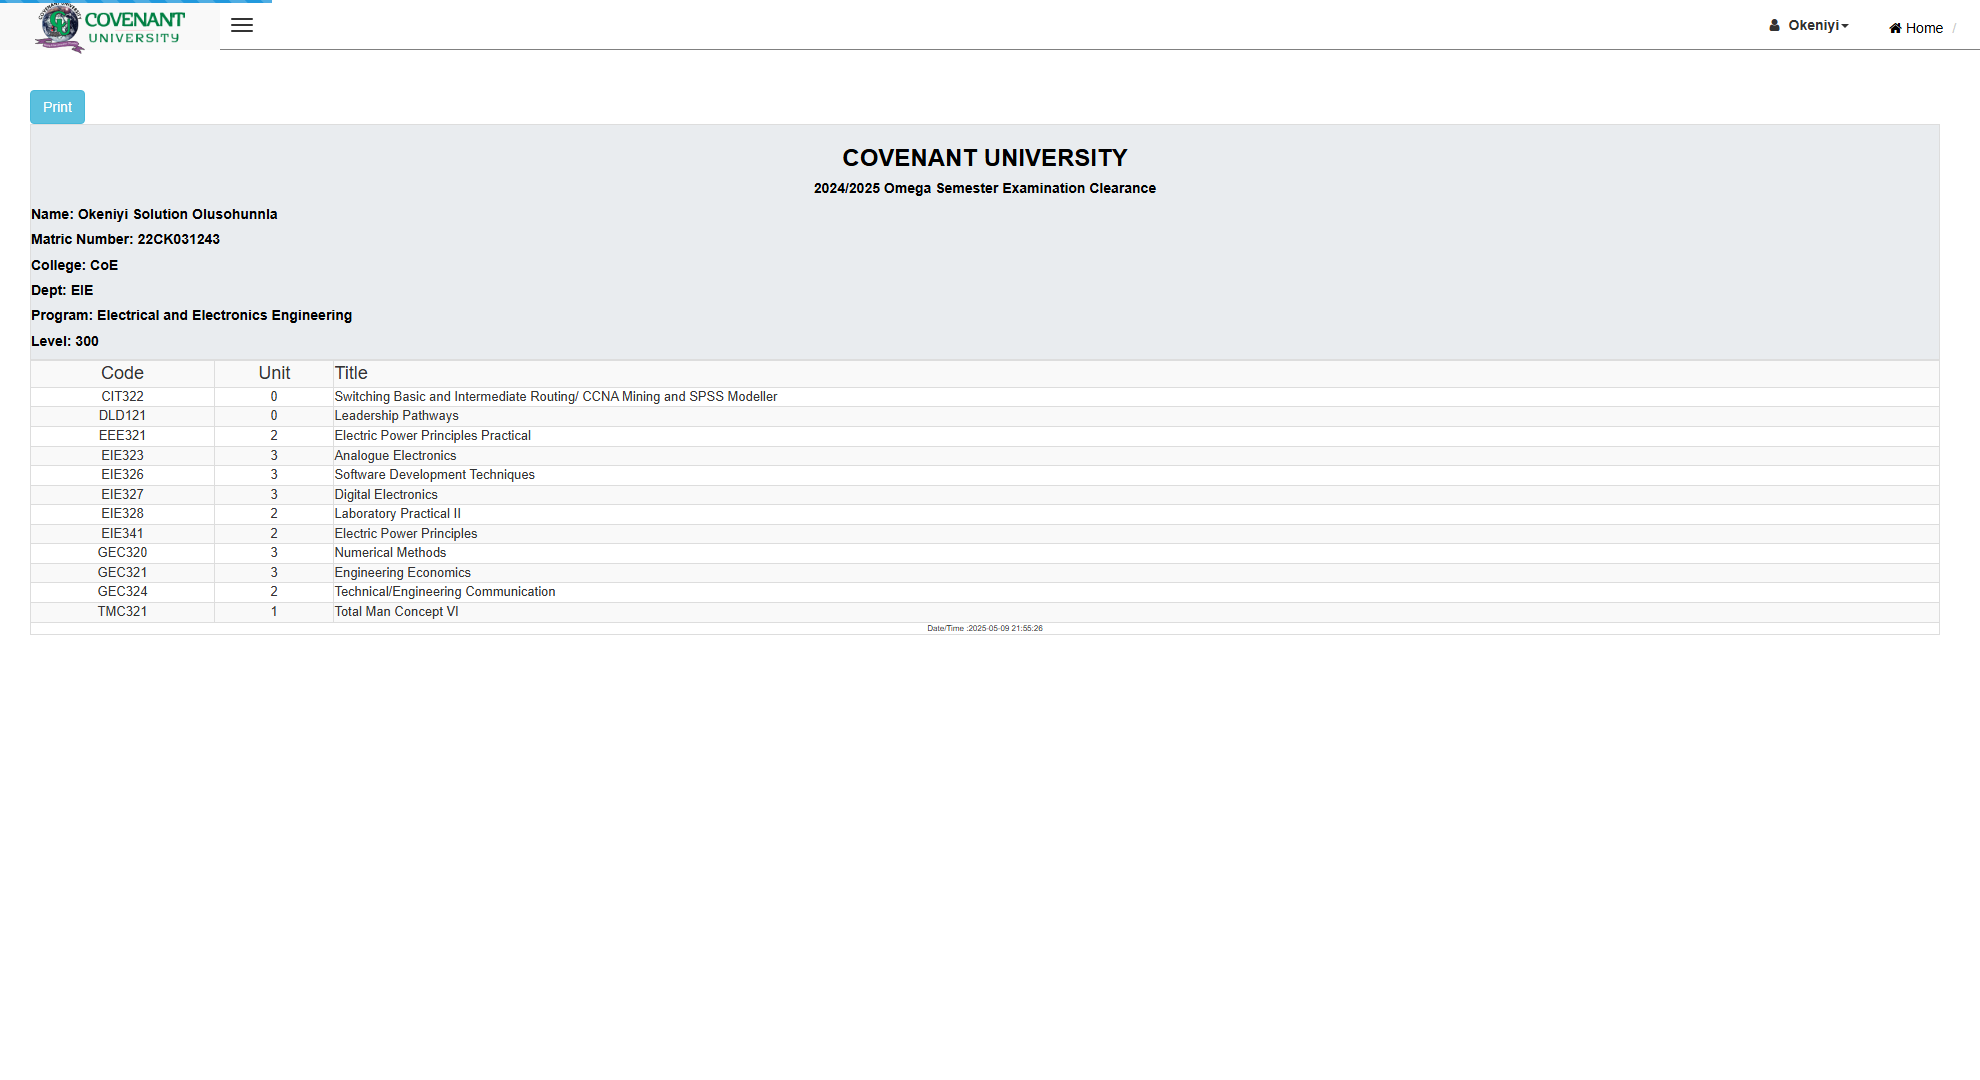 COVENANT UNIVERSITY
Okeniyi
Home /
Print
COVENANT UNIVERSITY
2024/2025 Omega Semester Examination Clearance
Name: Okeniyi Solution Olusohunnla
Matric Number: 22CK031243
College: CoE
Dept: EIE
Program: Electrical and Electronics Engineering
Level: 300
Code Unit Title
CIT322 0 Switching Basic and Intermediate Routing/ CCNA Mining and SPSS Modeller
DLD121 0 Leadership Pathways
EEE321 2 Electric Power Principles Practical
EIE323 3 Analogue Electronics
EIE326 3 Software Development Techniques
EIE327 3 Digital Electronics
EIE328 2 Laboratory Practical II
EIE341 2 Electric Power Principles
GEC320 3 Numerical Methods
GEC321 3 Engineering Economics
GEC324 2 Technical/Engineering Communication
TMC321 1 Total Man Concept VI
Date/Time :2025-05-09 21:55:26